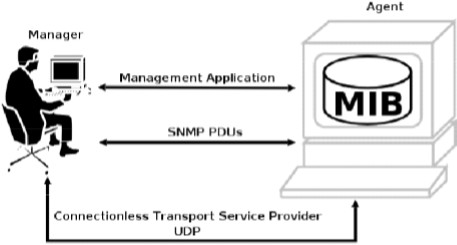 Agent
Manager
Management Application
MIB
SNMP PDUs
Connectionless Transport Service Provider
UDP